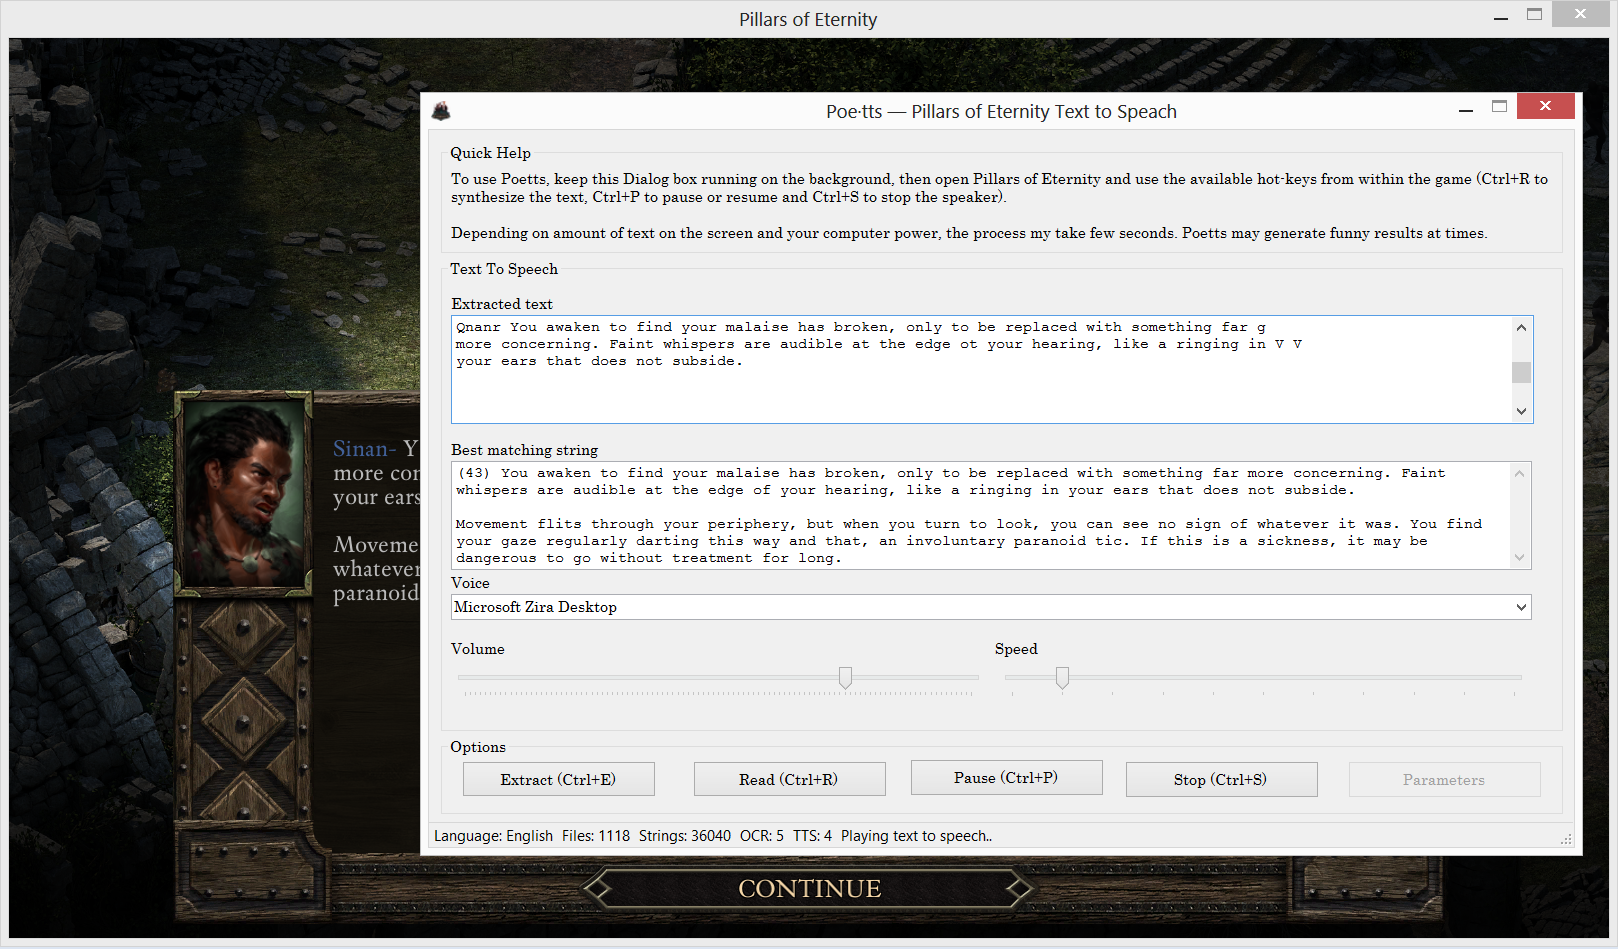 Pillars of Eternity
Poe·tts — Pillars of Eternity Text to Speach
Quick Help
To use Poetts, keep this Dialog box running on the background, then open Pillars of Eternity and use the available hot-keys from within the game (Ctrl+R to
synthesize the text, Ctrl+P to pause or resume and Ctrl+S to stop the speaker).
Depending on amount of text on the screen and your computer power, the process my take few seconds. Poetts may generate funny results at times.
Text To Speech
Extracted text
Qnanr You awaken to find your malaise has broken, only to be replaced with something far g
more concerning. Faint whispers are audible at the edge ot your hearing, like a ringing in V V
your ears that does not subside.
Best matching string
(43) You awaken to find your malaise has broken, only to be replaced with something far more concerning. Faint
whispers are audible at the edge of your hearing, like a ringing in your ears that does not subside.
Movement flits through your periphery, but when you turn to look, you can see no sign of whatever it was. You find
your gaze regularly darting this way and that, an involuntary paranoid tic. If this is a sickness, it may be
dangerous to go without treatment for long.
Voice
Microsoft Zira Desktop
Volume
Speed
Options
Extract (Ctrl+E)
Read (Ctrl+R)
Pause (Ctrl+P)
Stop (Ctrl+S)
Parameters
Language: English Files: 1118 Strings: 36040 OCR: 5 TTS: 4 Playing text to speech..
Sinan- Y
more con
your ears
Moveme
whatever
paranoid
CONTINUE